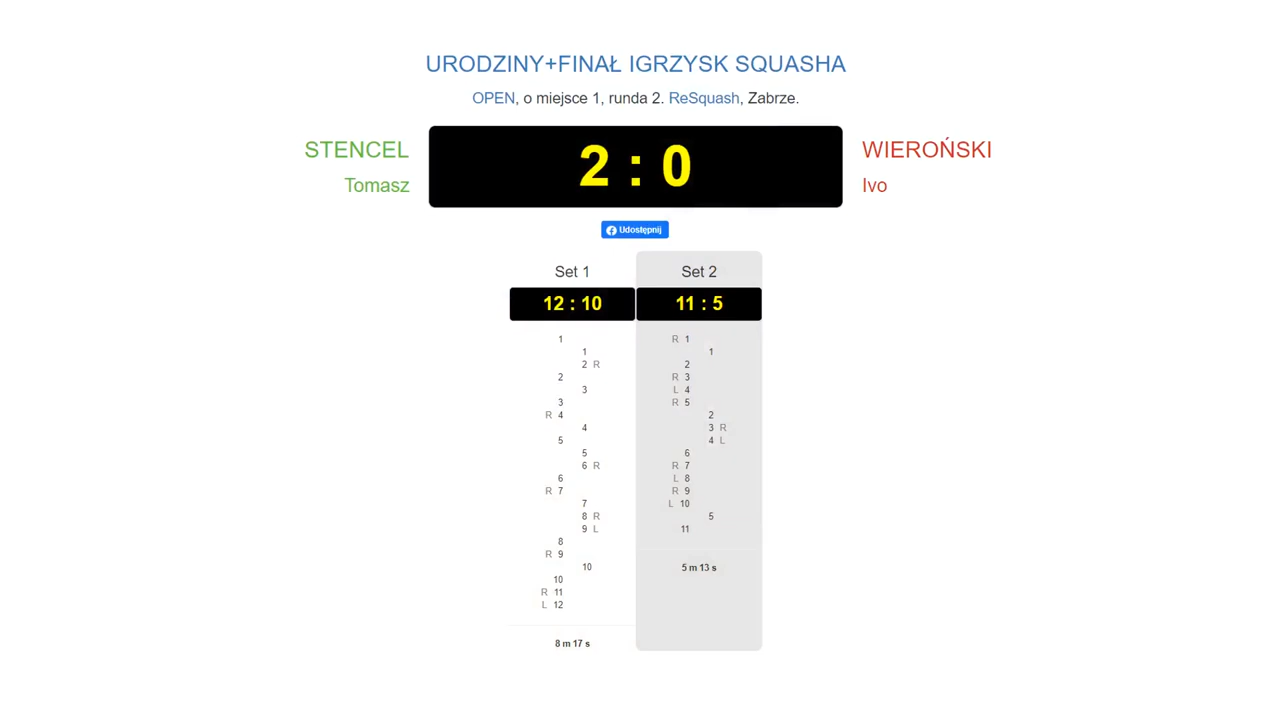 URODZINY+FINAŁ IGRZYSK SQUASHA
OPEN, o miejsce 1, runda 2. ReSquash, Zabrze.
STENCEL
Tomasz
2 : 0
WIEROŃSKI
Ivo
Udostępnij
Set 1
12 : 10
1
1
2 R
2
3
3
R 4
4
5
5
6 R
6
R 7
7
8 R
9 L
8
R 9
10
10
R 11
L 12
8 m 17 s
Set 2
11 : 5
R 1
1
2
R 3
L 4
R 5
2
3 R
4 L
6
R 7
L 8
R 9
L 10
5
11
5 m 13 s